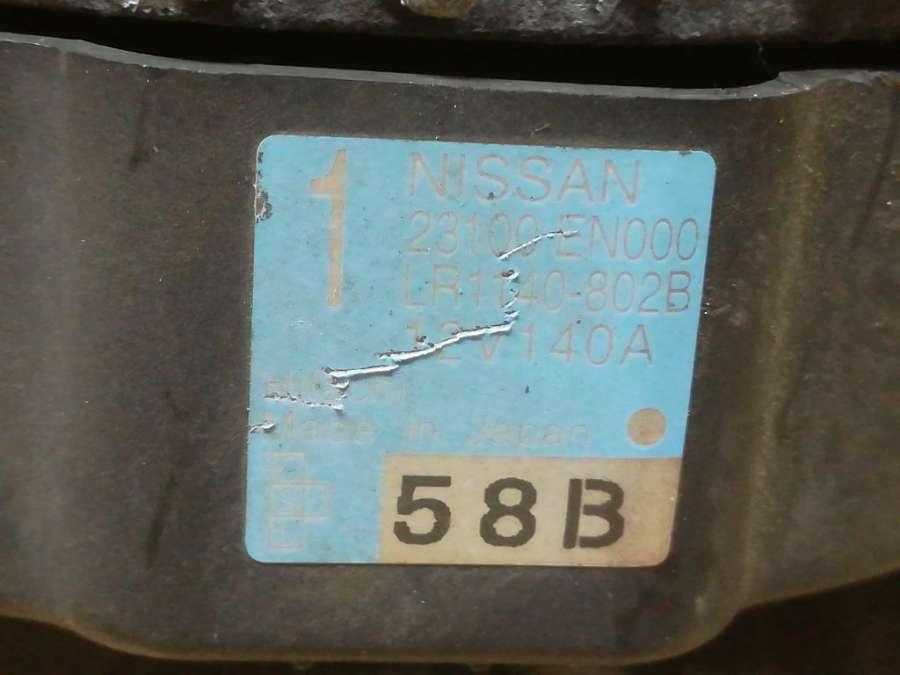 1
NISSAN
23100-EN000
LR1140-802B
12V140A
Made in Japan
58B